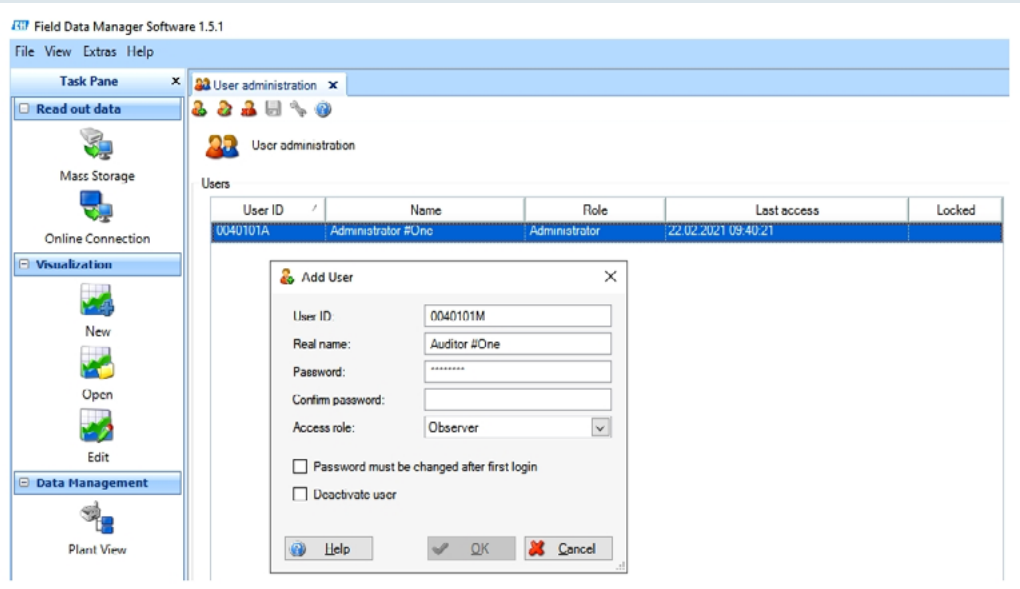 Field Data Manager Software 1.5.1
File View Extras Help
Task Pane x
User administration x
Read out data
Mass Storage
Online Connection
Visualization
New
Open
Edit
Data Management
Plant View
User administration
Users
User ID Name Role Last access Locked
0040101A Administrator #One Administrator 22.02.2021 09:40:21
Add User
User ID: 0040101M
Real name: Auditor #One
Password: ********
Confirm password:
Access role: Observer
Password must be changed after first login
Deactivate user
Help OK Cancel